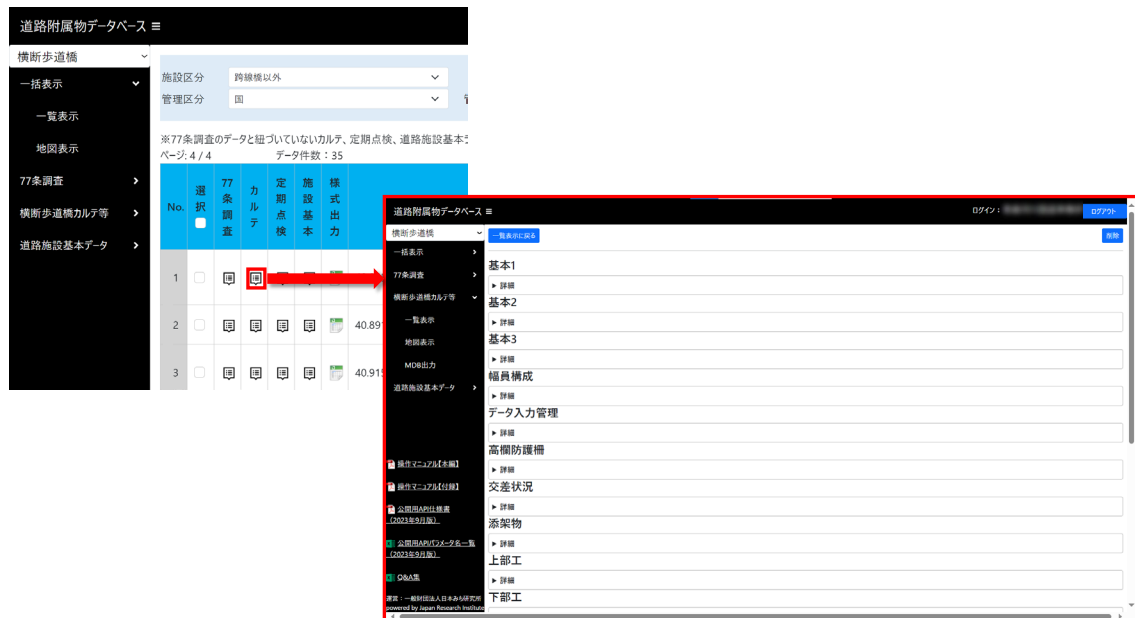 道路附属物データベース ≡
横断歩道橋
一括表示
一覧表示
地図表示
77条調査
横断歩道橋カルテ等
道路施設基本データ
施設区分 跨線橋以外
管理区分 国
※77条調査のデータと紐づいていないカルテ、定期点検、道路施設基本デ
ページ: 4 / 4 データ件数：35
No. 選択 77条調査 カルテ 定期点検 施設基本 様式出力
1
2 40.891
3 40.915
道路附属物データベース ≡
ログイン：
ログアウト
横断歩道橋
一括表示
77条調査
横断歩道橋カルテ等
一覧表示
地図表示
MDB出力
道路施設基本データ
操作マニュアル【本編】
操作マニュアル【付録】
公開用API仕様書
（2023年9月版）
公開用APIパラメータ名一覧
（2023年9月版）
Q&A集
運営：一般財団法人日本みち研究所
powered by Japan Research Institute
一覧表示に戻る
削除
基本1
▶ 詳細
基本2
▶ 詳細
基本3
▶ 詳細
幅員構成
▶ 詳細
データ入力管理
▶ 詳細
高欄防護柵
▶ 詳細
交差状況
▶ 詳細
添架物
▶ 詳細
上部工
▶ 詳細
下部工